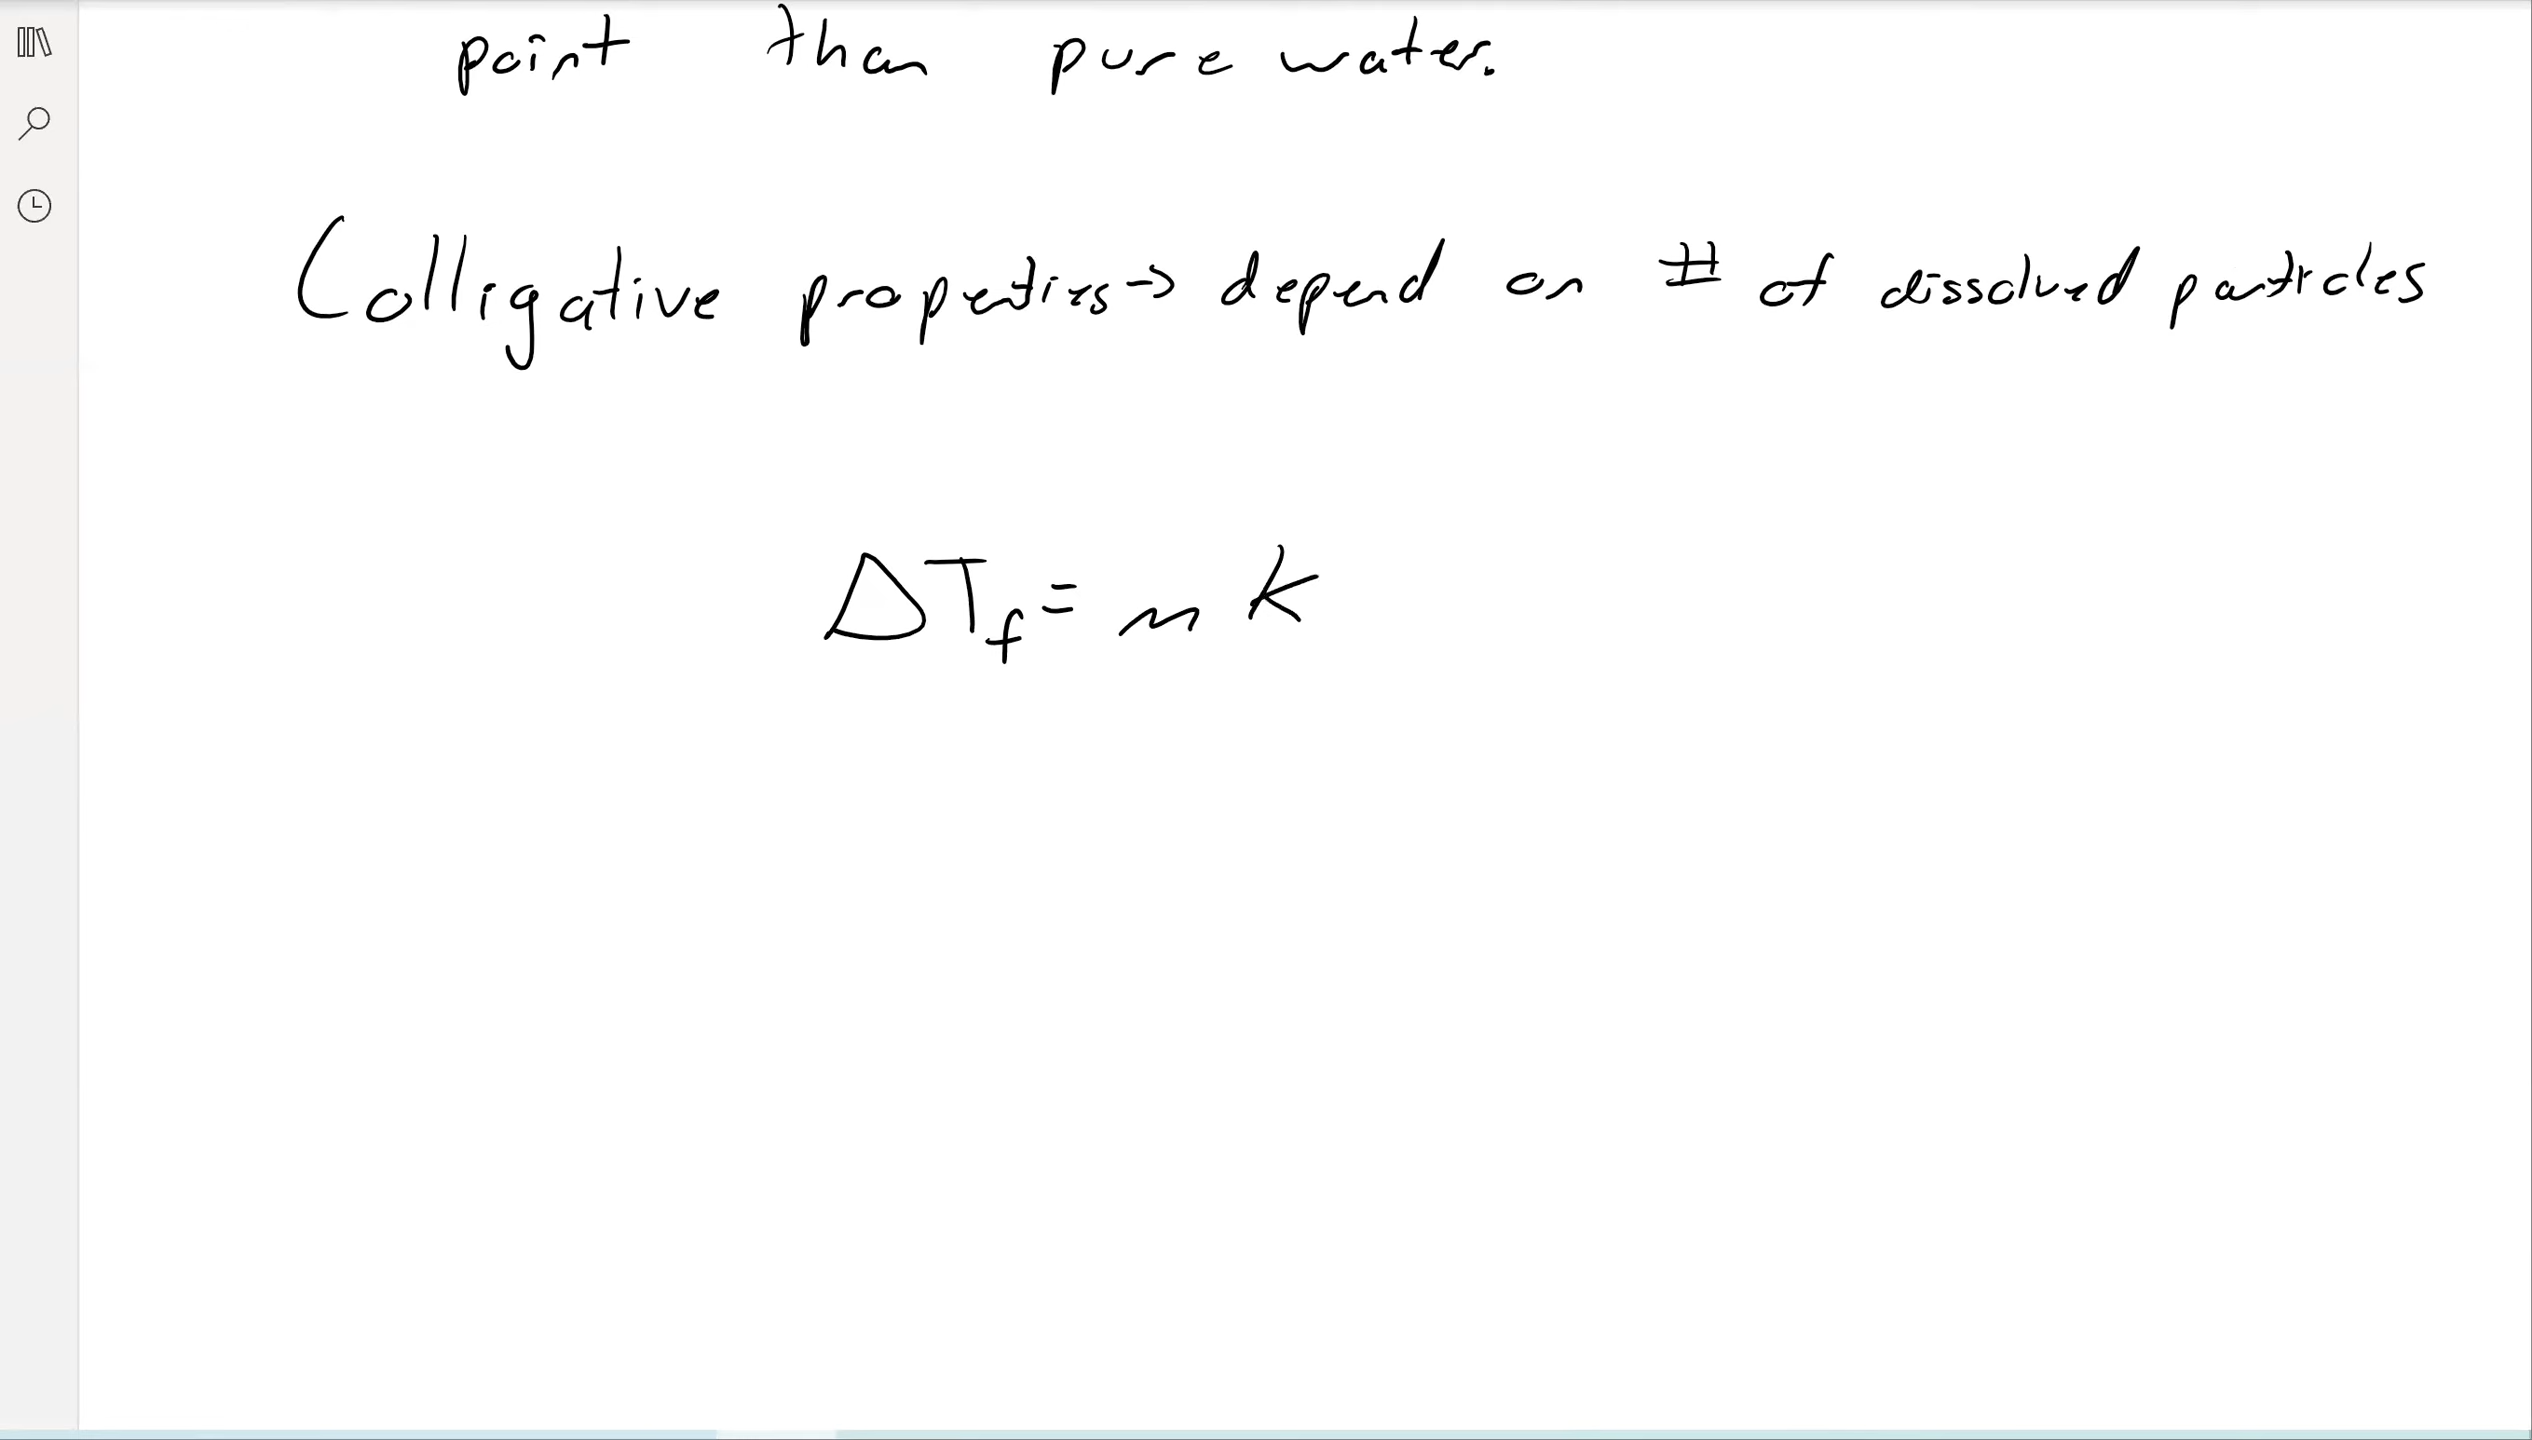 point than pure water.
Colligative properties → depend on # of dissolved particles
ΔTf = m K